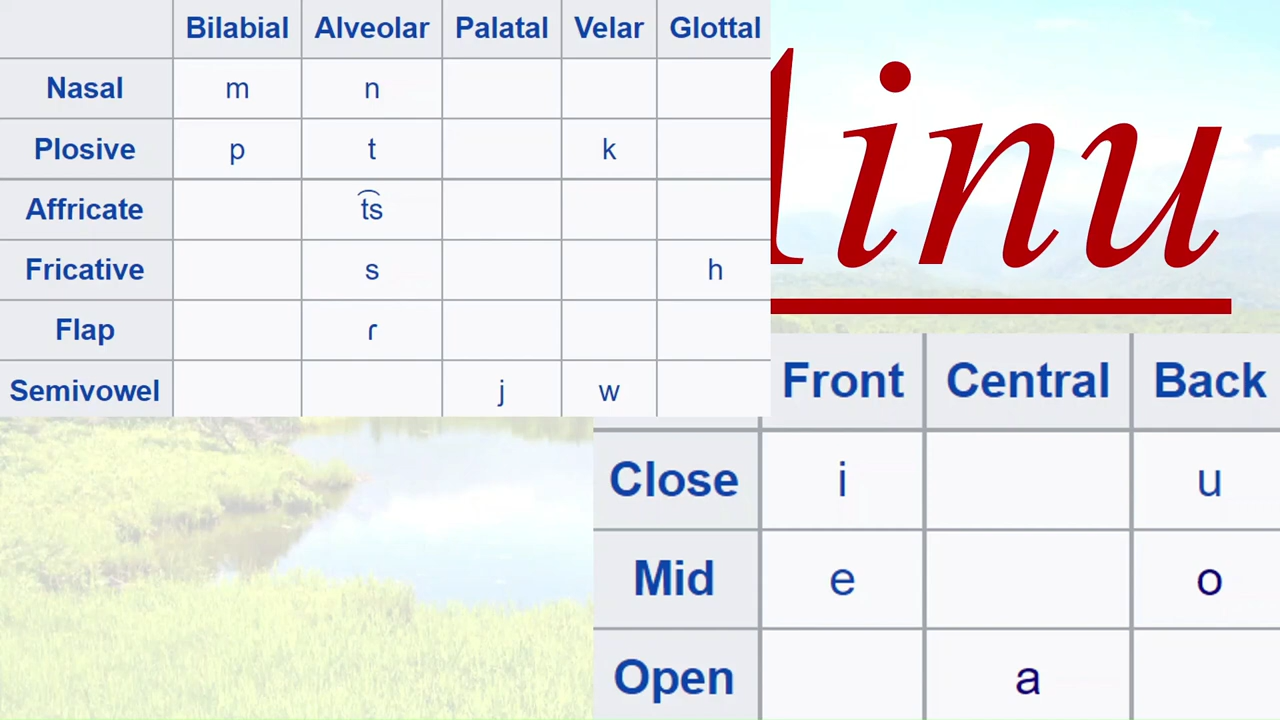 Bilabial Alveolar Palatal Velar Glottal
Nasal m n
Plosive p t k
Affricate t͡s
Fricative s h
Flap ɾ
Semivowel j w
inu
Front Central Back
Close i u
Mid e o
Open a